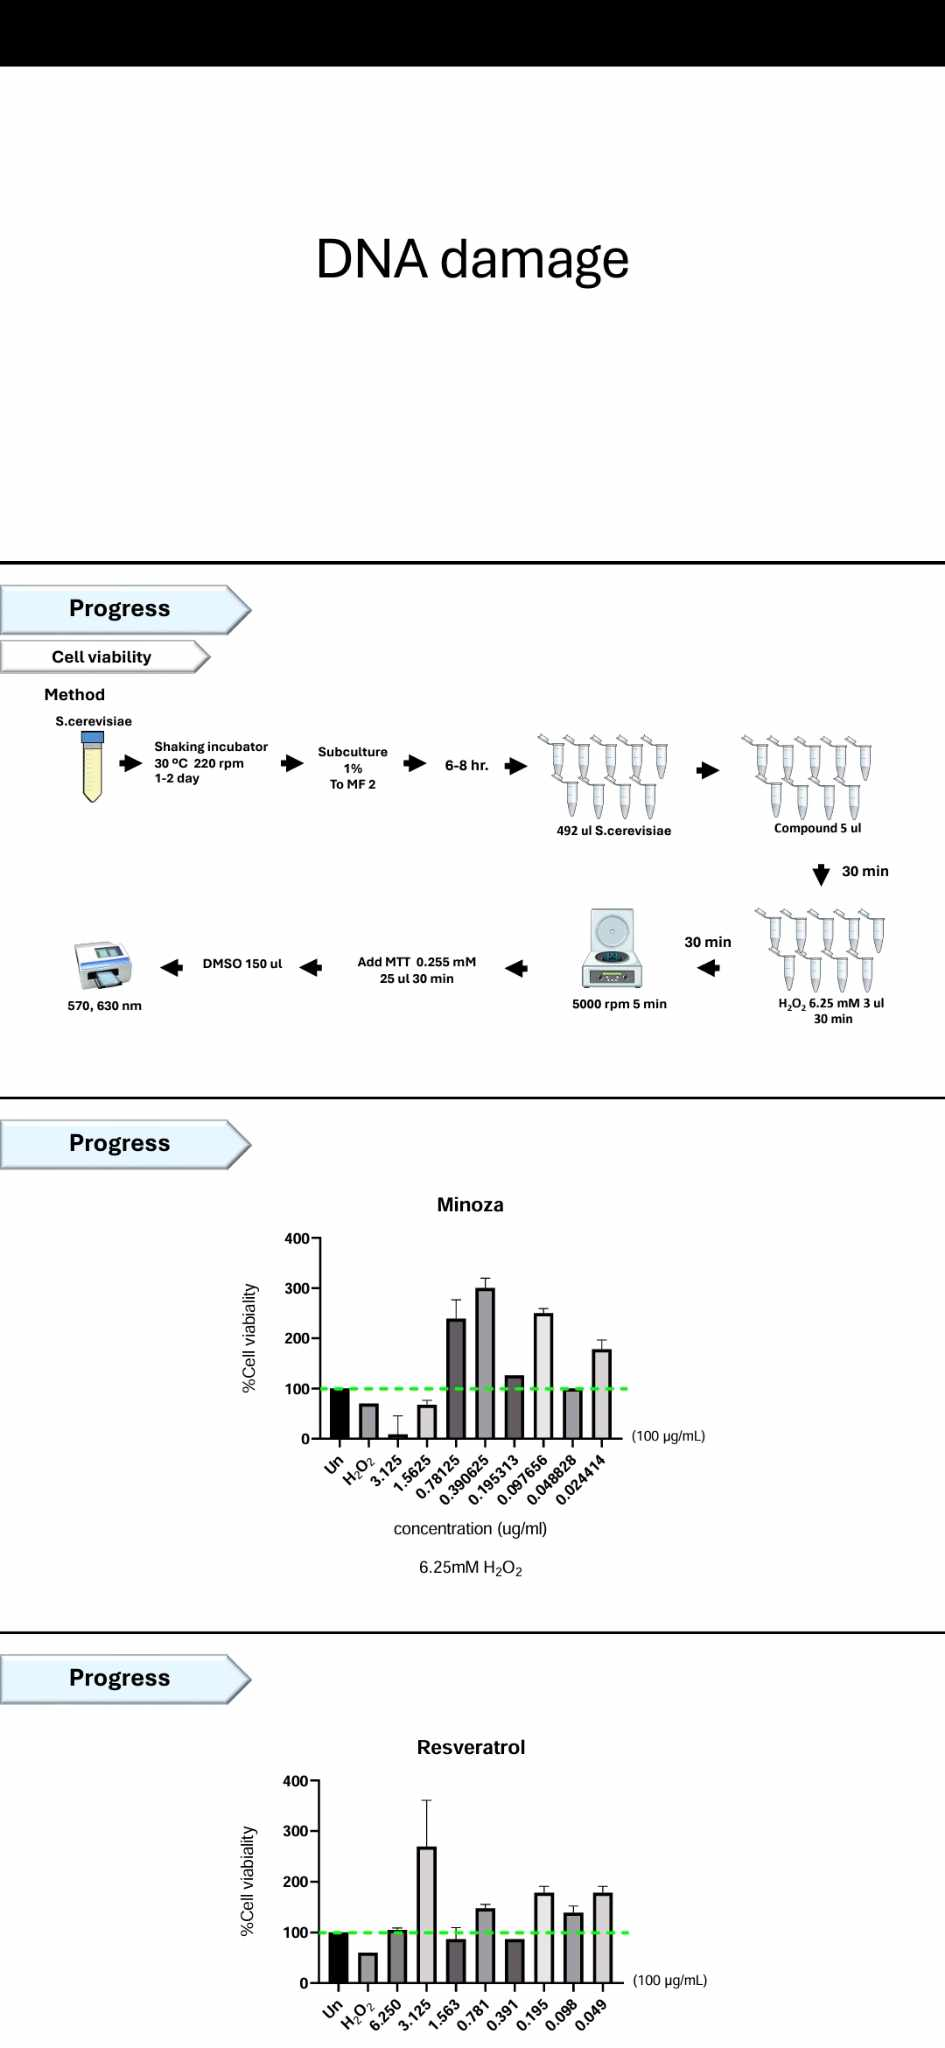 DNA damage
Progress
Cell viability
Method
S.cerevisiae
Shaking incubator
30 ºC 220 rpm
1-2 day
Subculture
1%
To MF 2
6-8 hr.
492 ul S.cerevisiae
Compound 5 ul
30 min
H₂O₂ 6.25 mM 3 ul
30 min
30 min
5000 rpm 5 min
Add MTT 0.255 mM
25 ul 30 min
DMSO 150 ul
570, 630 nm
Progress
Minoza
%Cell viabiality
400
300
200
100
0
(100 µg/mL)
Un
H₂O₂
3.125
1.5625
0.78125
0.390625
0.195313
0.097656
0.048828
0.024414
concentration (ug/ml)
6.25mM H₂O₂
Progress
Resveratrol
%Cell viabiality
400
300
200
100
0
(100 µg/mL)
Un
H₂O₂
6.250
3.125
1.563
0.781
0.391
0.195
0.098
0.049